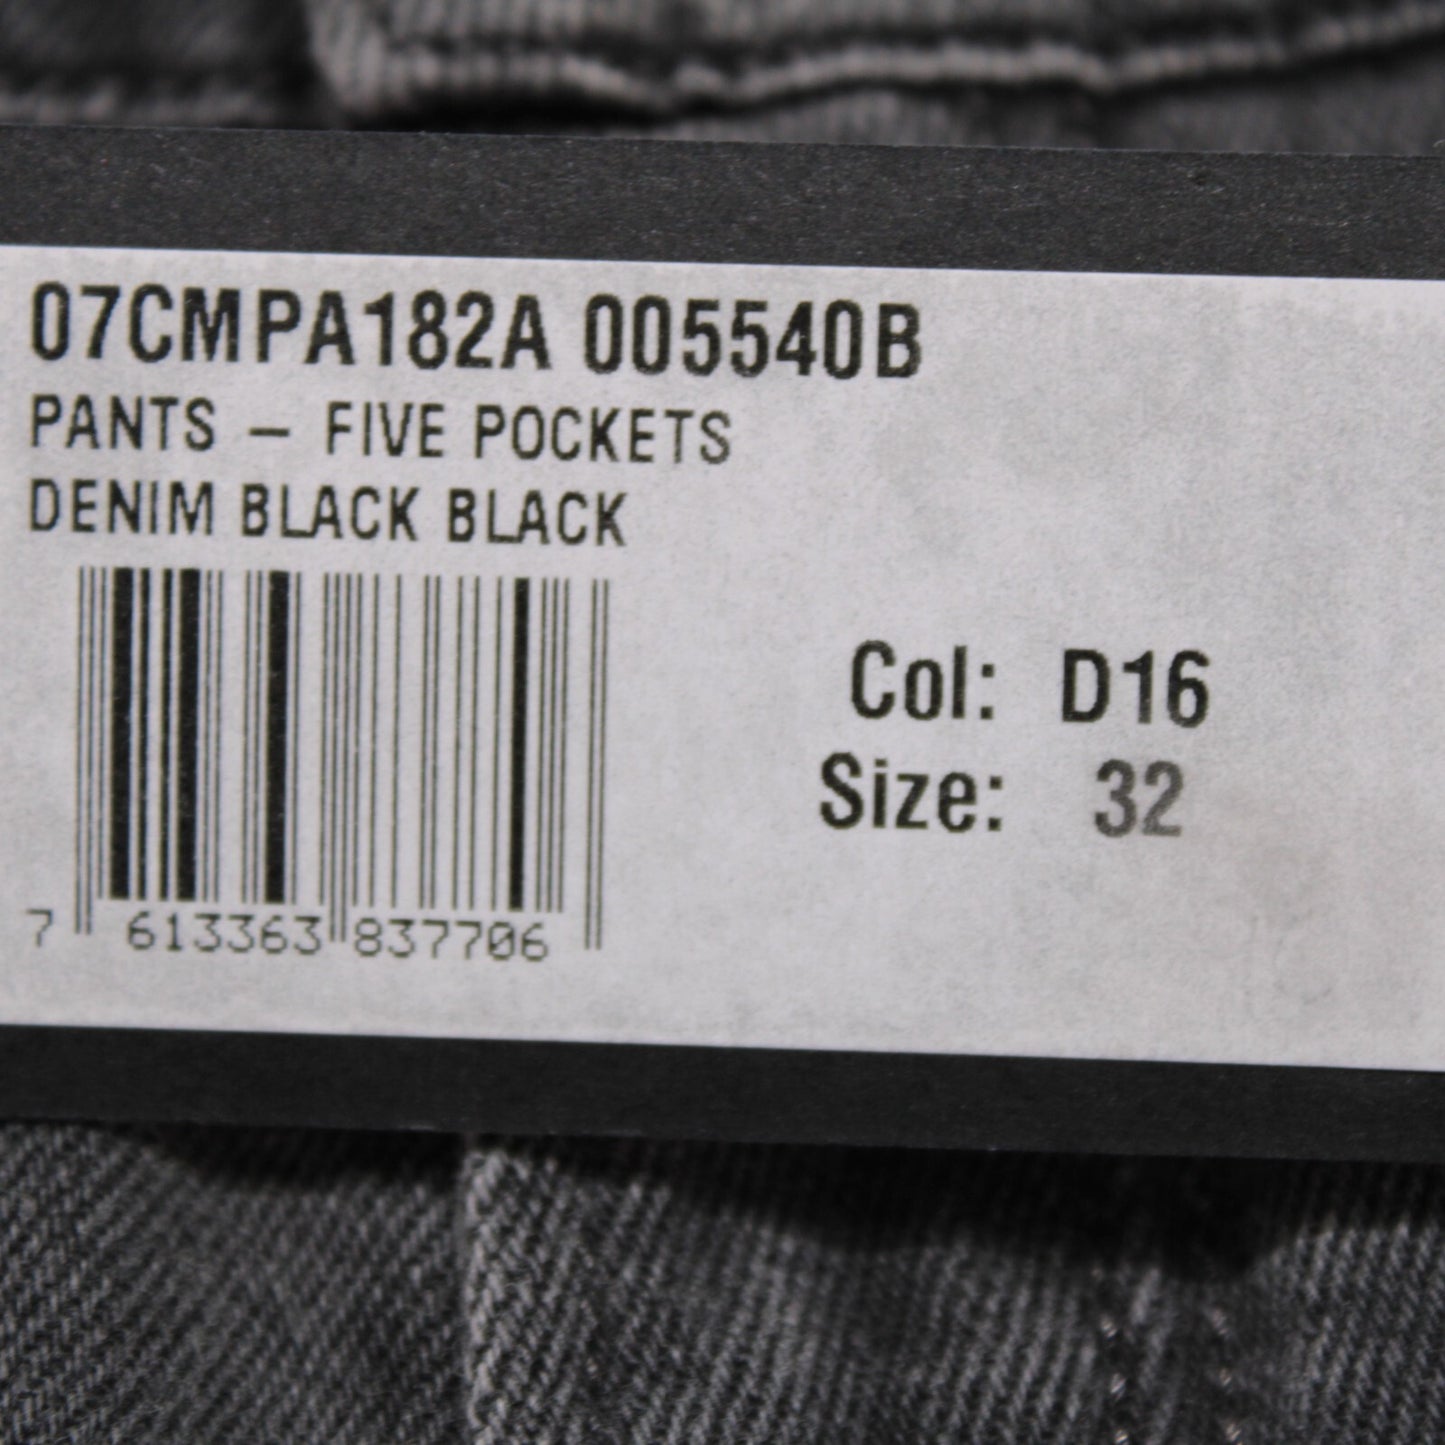 07CMPA182A 005540B
PANTS – FIVE POCKETS
DENIM BLACK BLACK
Col: D16
Size: 32
7 613363 837706